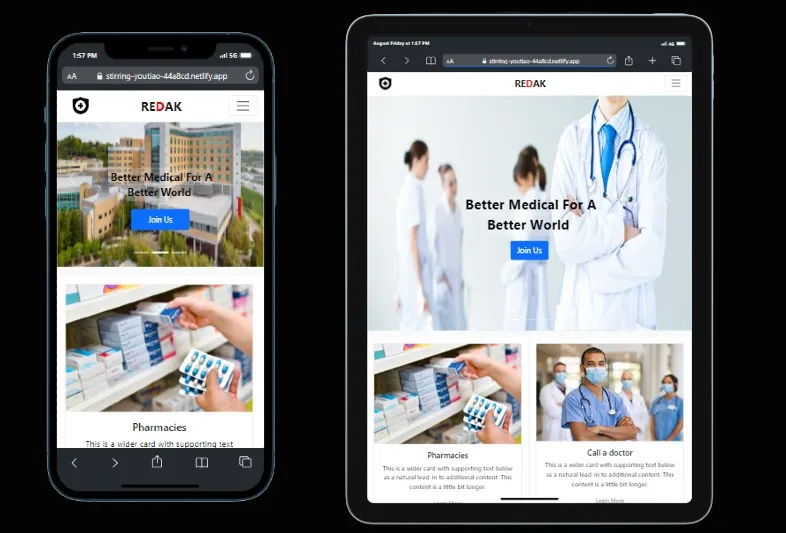 1:57 PM
5G
AA
stirring-youtiao-44a8cd.netlify.app
REDAK
Better Medical For A
Better World
Join Us
Pharmacies
This is a wider card with supporting text
August Friday at 1:57 PM
4G
AA
stirring-youtiao-44a8cd.netlify.app
REDAK
Better Medical For A
Better World
Join Us
Pharmacies
This is a wider card with supporting text below
as a natural lead-in to additional content. This
content is a little bit longer.
Learn More
Call a doctor
This is a wider card with supporting text below
as a natural lead-in to additional content. This
content is a little bit longer.
Learn More